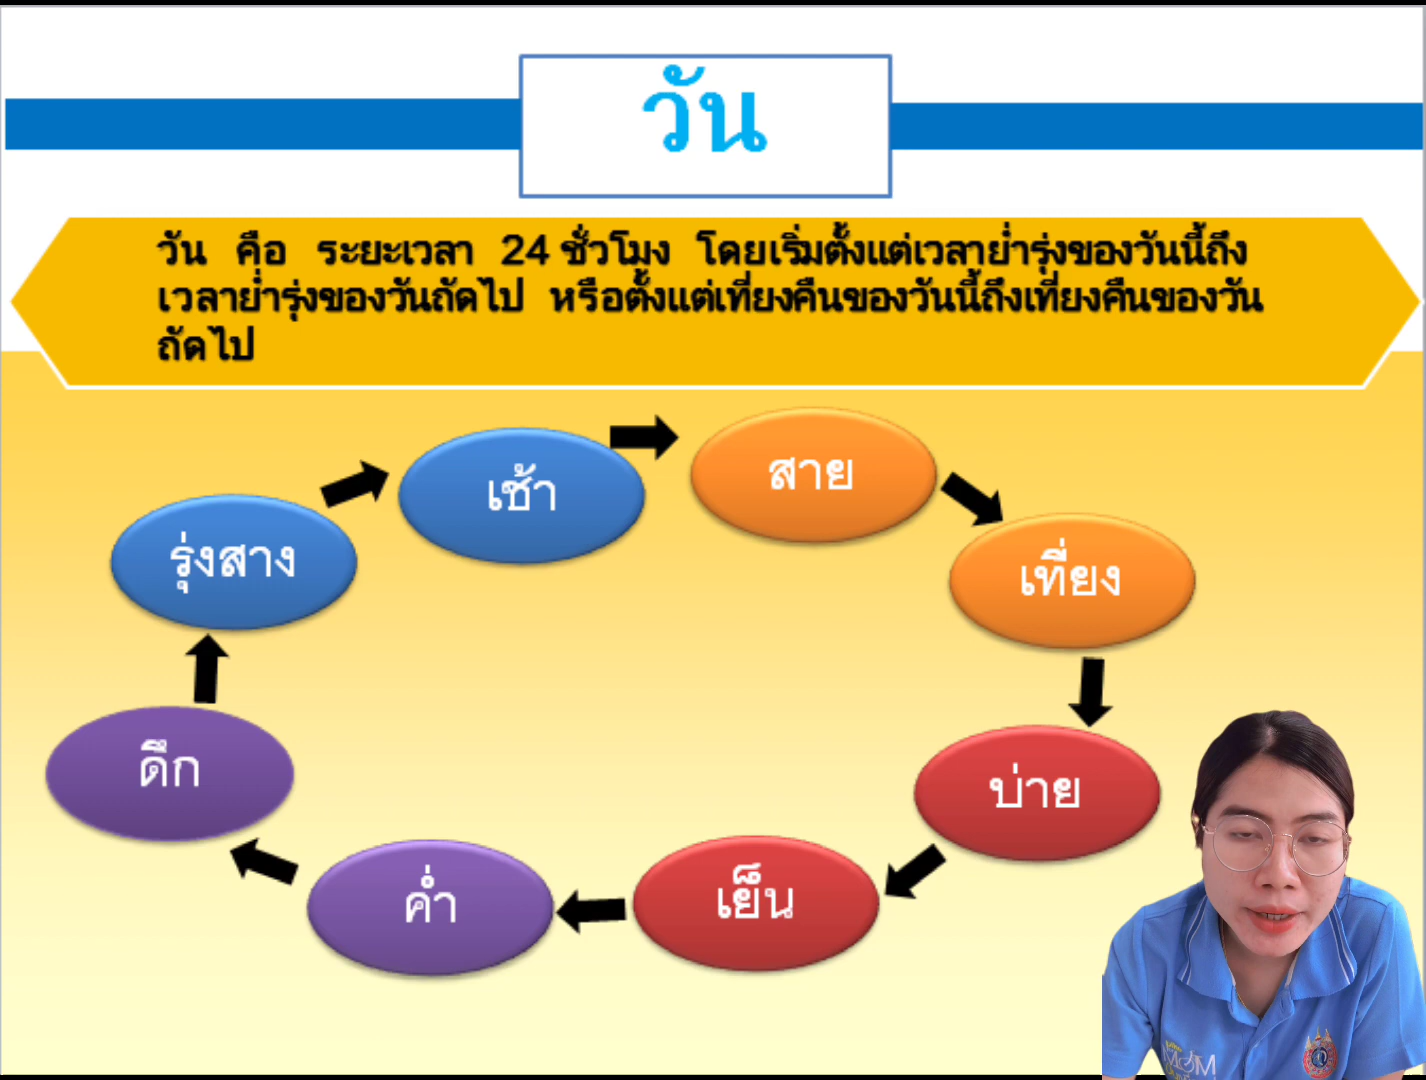 วัน
วัน คือ ระยะเวลา 24 ชั่วโมง โดยเริ่มตั้งแต่เวลาย่ำรุ่งของวันนี้ถึง
เวลาย่ำรุ่งของวันถัดไป หรือตั้งแต่เที่ยงคืนของวันนี้ถึงเที่ยงคืนของวัน
ถัดไป
รุ่งสาง
เช้า
สาย
เที่ยง
บ่าย
เย็น
ค่ำ
ดึก